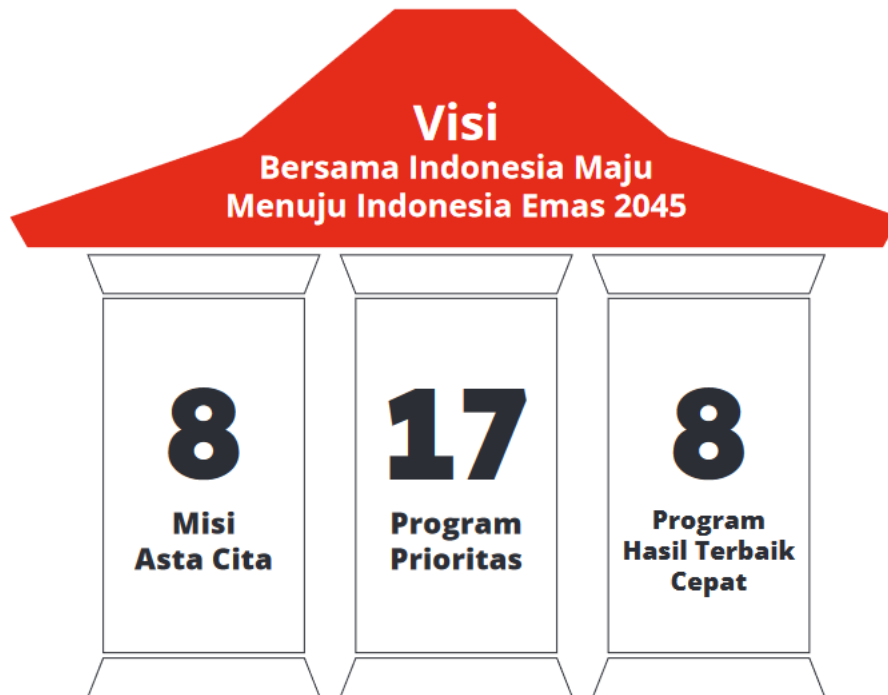 Visi
Bersama Indonesia Maju
Menuju Indonesia Emas 2045
8
Misi
Asta Cita
17
Program
Prioritas
8
Program
Hasil Terbaik
Cepat